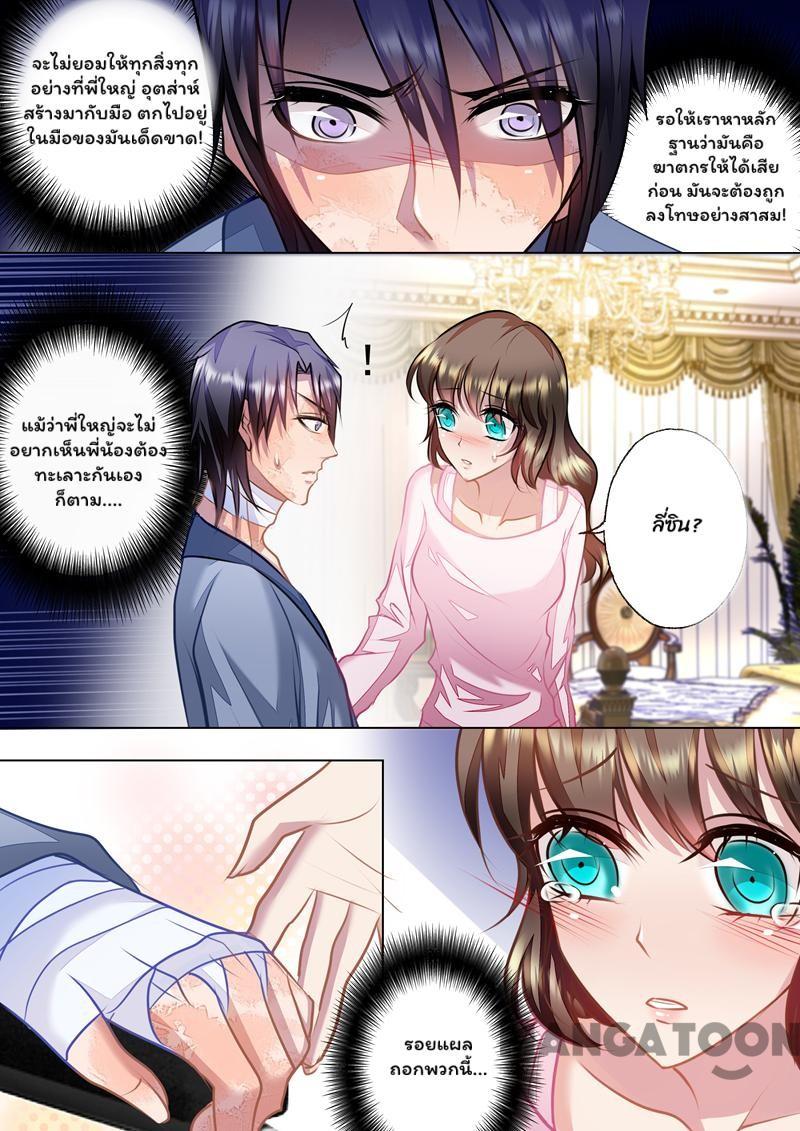 จะไม่ยอมให้ทุกสิ่งทุก
อย่างที่พี่ใหญ่ อุตส่าห์
สร้างมากับมือ ตกไปอยู่
ในมือของมันเด็ดขาด!
รอให้เราหาหลัก
ฐานว่ามันคือ
ฆาตกรให้ได้เสีย
ก่อน มันจะต้องถูก
ลงโทษอย่างสาสม!
แม้ว่าพี่ใหญ่จะไม่
อยากเห็นพี่น้องต้อง
ทะเลาะกันเอง
ก็ตาม....
!
ลี่ซิน?
รอยแผล
ถอกพวกนี้...
MANGATOON